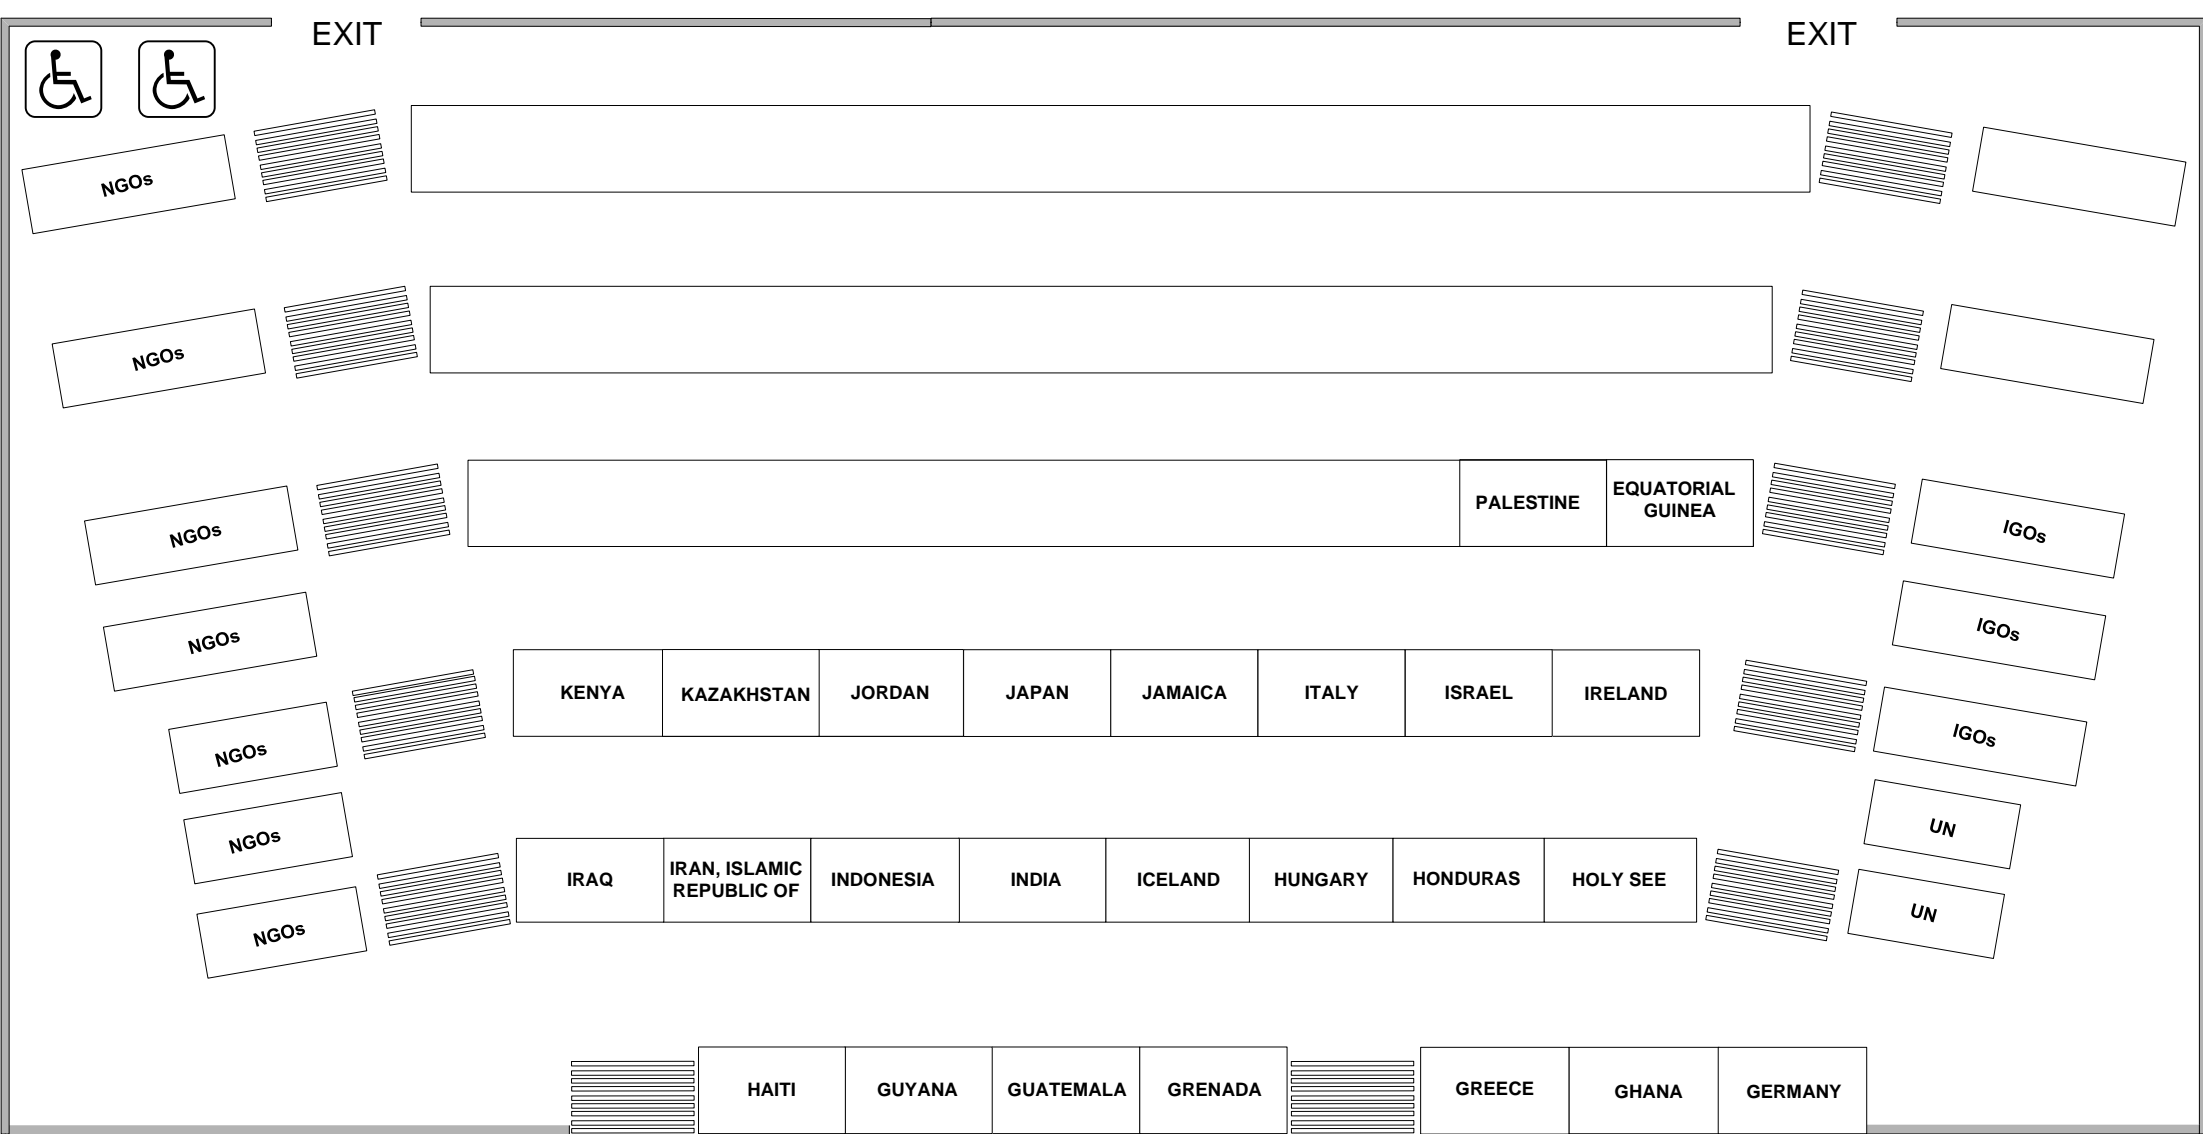 EXIT
EXIT
NGOs
NGOs
PALESTINE
EQUATORIAL
GUINEA
NGOs
IGOs
NGOs
IGOs
KENYA
KAZAKHSTAN
JORDAN
JAPAN
JAMAICA
ITALY
ISRAEL
IRELAND
NGOs
IGOs
NGOs
UN
IRAQ
IRAN, ISLAMIC
REPUBLIC OF
INDONESIA
INDIA
ICELAND
HUNGARY
HONDURAS
HOLY SEE
NGOs
UN
HAITI
GUYANA
GUATEMALA
GRENADA
GREECE
GHANA
GERMANY